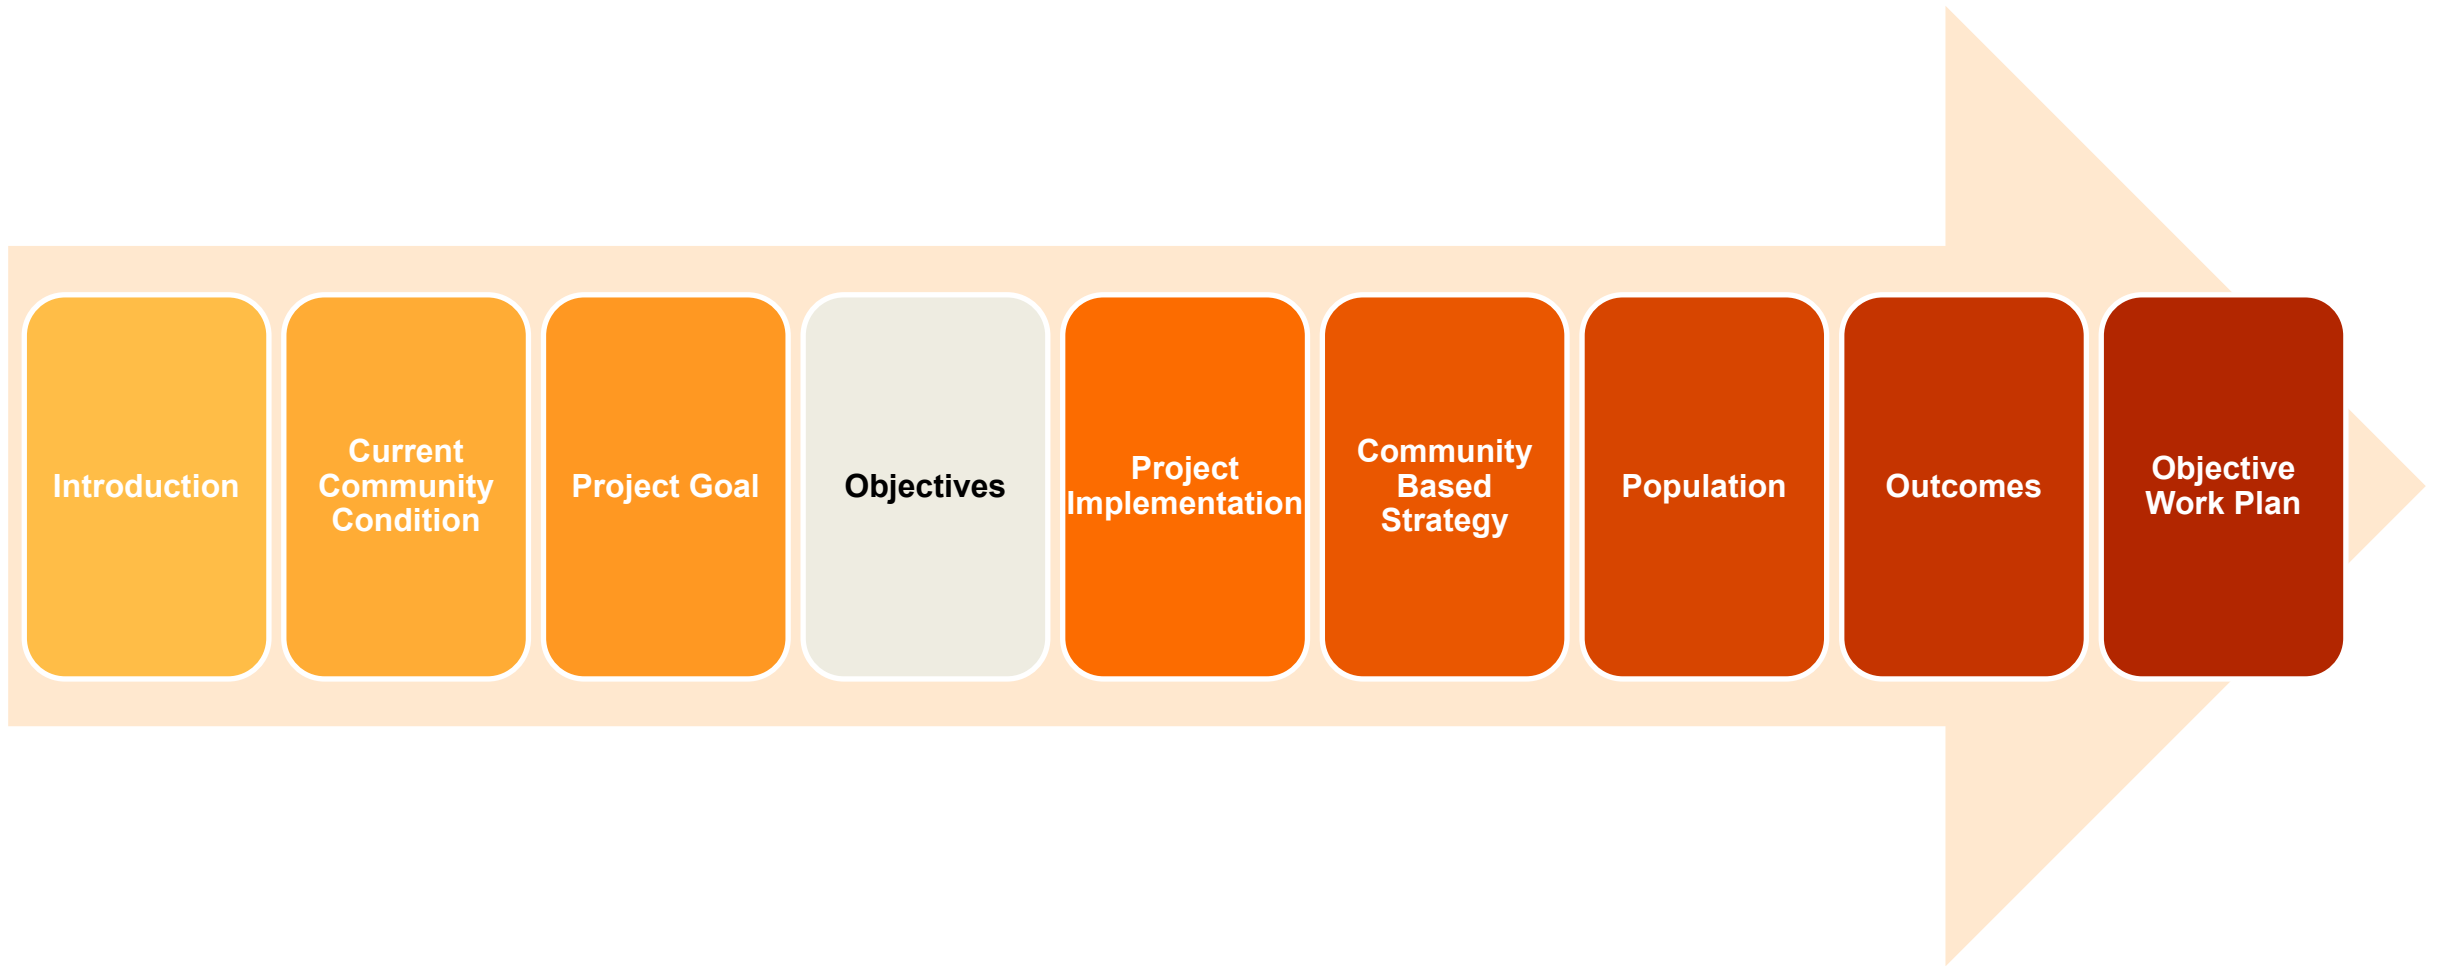 Introduction
Current
Community
Condition
Project Goal
Objectives
Project
Implementation
Community
Based
Strategy
Population
Outcomes
Objective
Work Plan